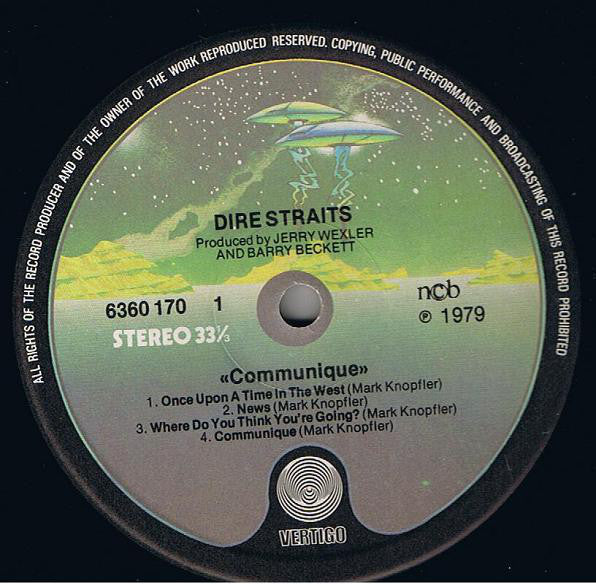 ALL RIGHTS OF THE RECORD PRODUCER AND OF THE OWNER OF THE WORK REPRODUCED RESERVED. COPYING, PUBLIC PERFORMANCE AND BROADCASTING OF THIS RECORD PROHIBITED
DIRE STRAITS
Produced by JERRY WEXLER
AND BARRY BECKETT
6360 170 1
ncb
STEREO 33⅓
℗ 1979
«Communique»
1. Once Upon A Time In The West (Mark Knopfler)
2. News (Mark Knopfler)
3. Where Do You Think You're Going? (Mark Knopfler)
4. Communique (Mark Knopfler)
VERTIGO